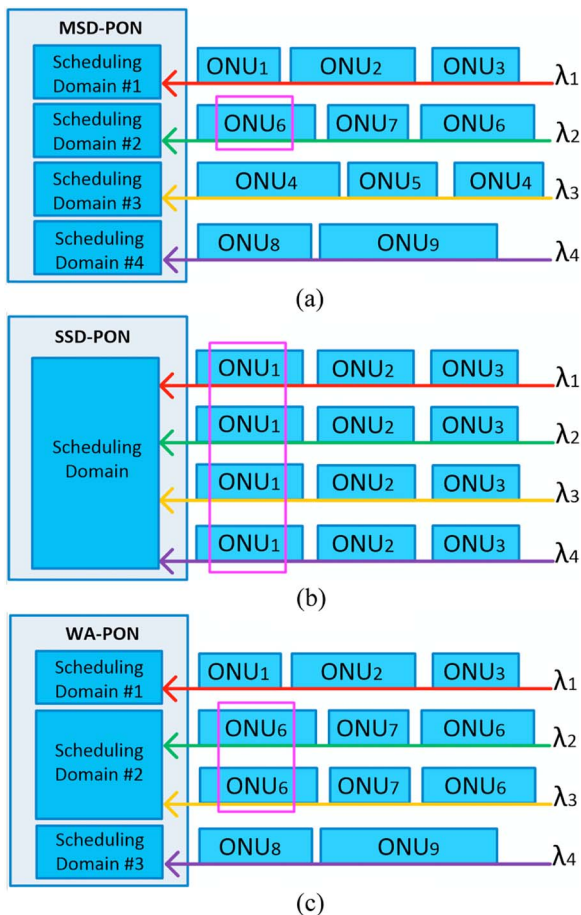 MSD-PON
Scheduling
Domain #1
ONU1 ONU2 ONU3 λ1
Scheduling
Domain #2
ONU6 ONU7 ONU6 λ2
Scheduling
Domain #3
ONU4 ONU5 ONU4 λ3
Scheduling
Domain #4
ONU8 ONU9 λ4
(a)
SSD-PON
Scheduling
Domain
ONU1 ONU2 ONU3 λ1
ONU1 ONU2 ONU3 λ2
ONU1 ONU2 ONU3 λ3
ONU1 ONU2 ONU3 λ4
(b)
WA-PON
Scheduling
Domain #1
ONU1 ONU2 ONU3 λ1
Scheduling
Domain #2
ONU6 ONU7 ONU6 λ2
ONU6 ONU7 ONU6 λ3
Scheduling
Domain #3
ONU8 ONU9 λ4
(c)